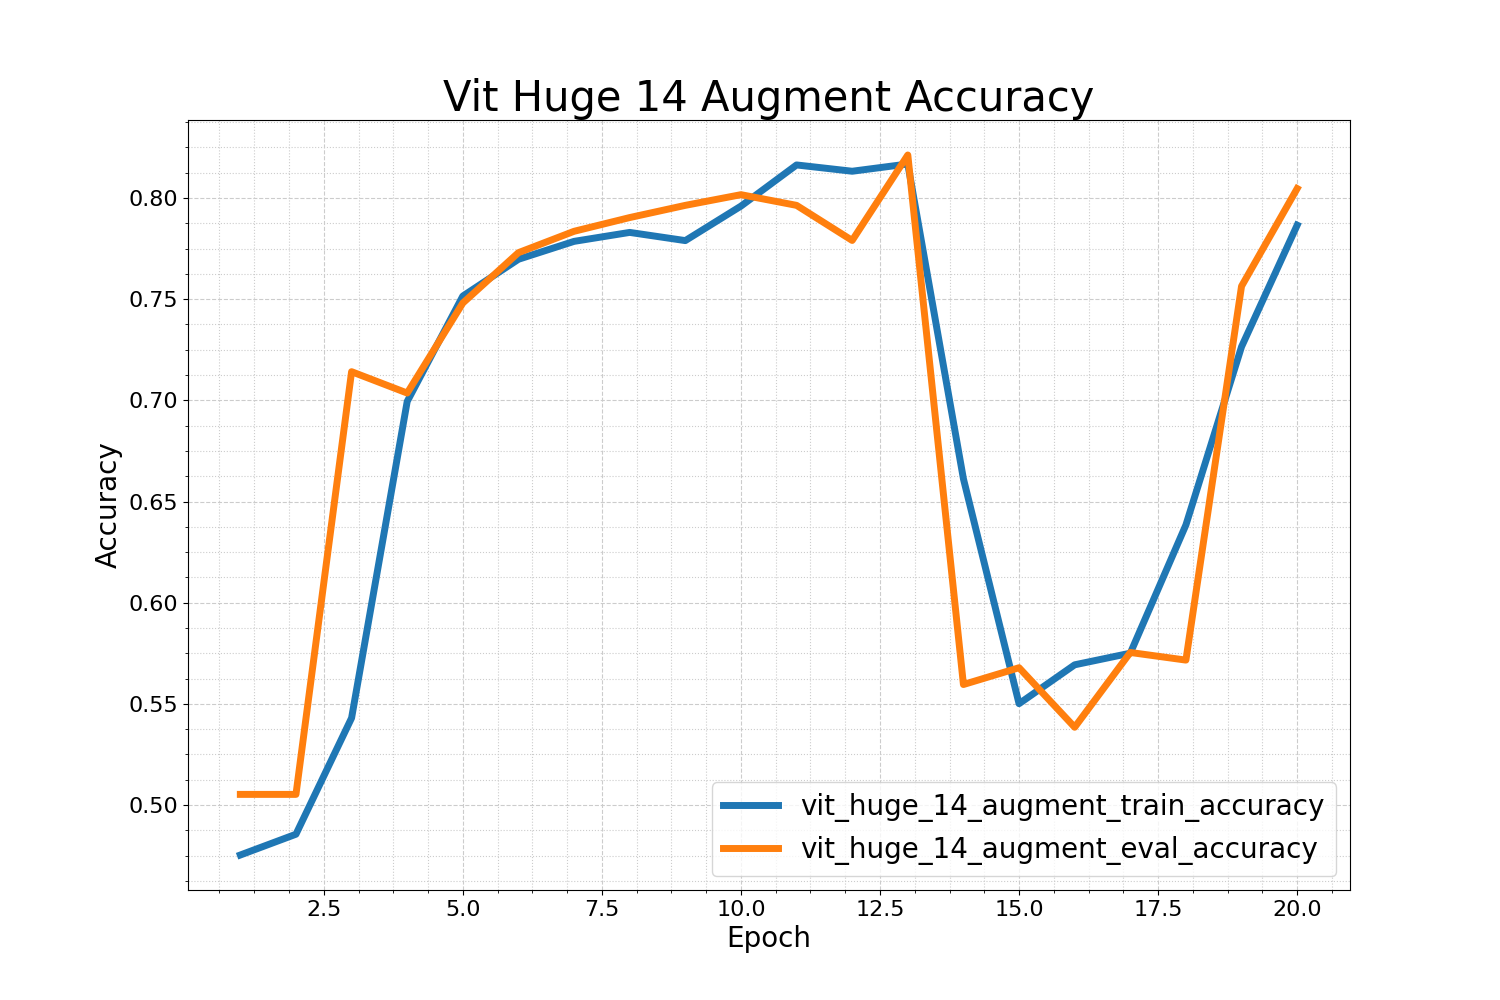 Vit Huge 14 Augment Accuracy
Accuracy
0.80
0.75
0.70
0.65
0.60
0.55
0.50
vit_huge_14_augment_train_accuracy
vit_huge_14_augment_eval_accuracy
2.5 5.0 7.5 10.0 12.5 15.0 17.5 20.0
Epoch